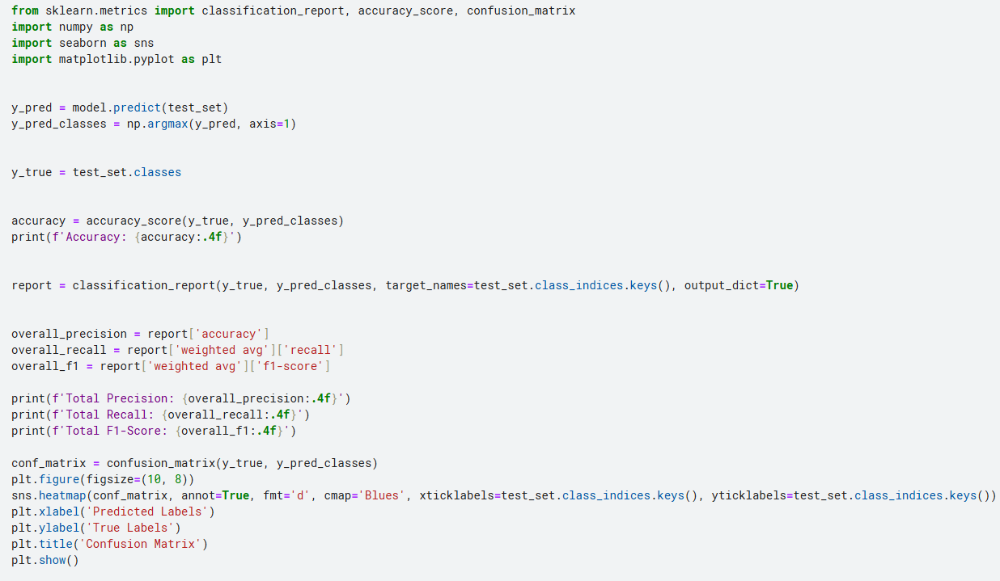 from sklearn.metrics import classification_report, accuracy_score, confusion_matrix
import numpy as np
import seaborn as sns
import matplotlib.pyplot as plt
y_pred = model.predict(test_set)
y_pred_classes = np.argmax(y_pred, axis=1)
y_true = test_set.classes
accuracy = accuracy_score(y_true, y_pred_classes)
print(f'Accuracy: {accuracy:.4f}')
report = classification_report(y_true, y_pred_classes, target_names=test_set.class_indices.keys(), output_dict=True)
overall_precision = report['accuracy']
overall_recall = report['weighted avg']['recall']
overall_f1 = report['weighted avg']['f1-score']
print(f'Total Precision: {overall_precision:.4f}')
print(f'Total Recall: {overall_recall:.4f}')
print(f'Total F1-Score: {overall_f1:.4f}')
conf_matrix = confusion_matrix(y_true, y_pred_classes)
plt.figure(figsize=(10, 8))
sns.heatmap(conf_matrix, annot=True, fmt='d', cmap='Blues', xticklabels=test_set.class_indices.keys(), yticklabels=test_set.class_indices.keys())
plt.xlabel('Predicted Labels')
plt.ylabel('True Labels')
plt.title('Confusion Matrix')
plt.show()